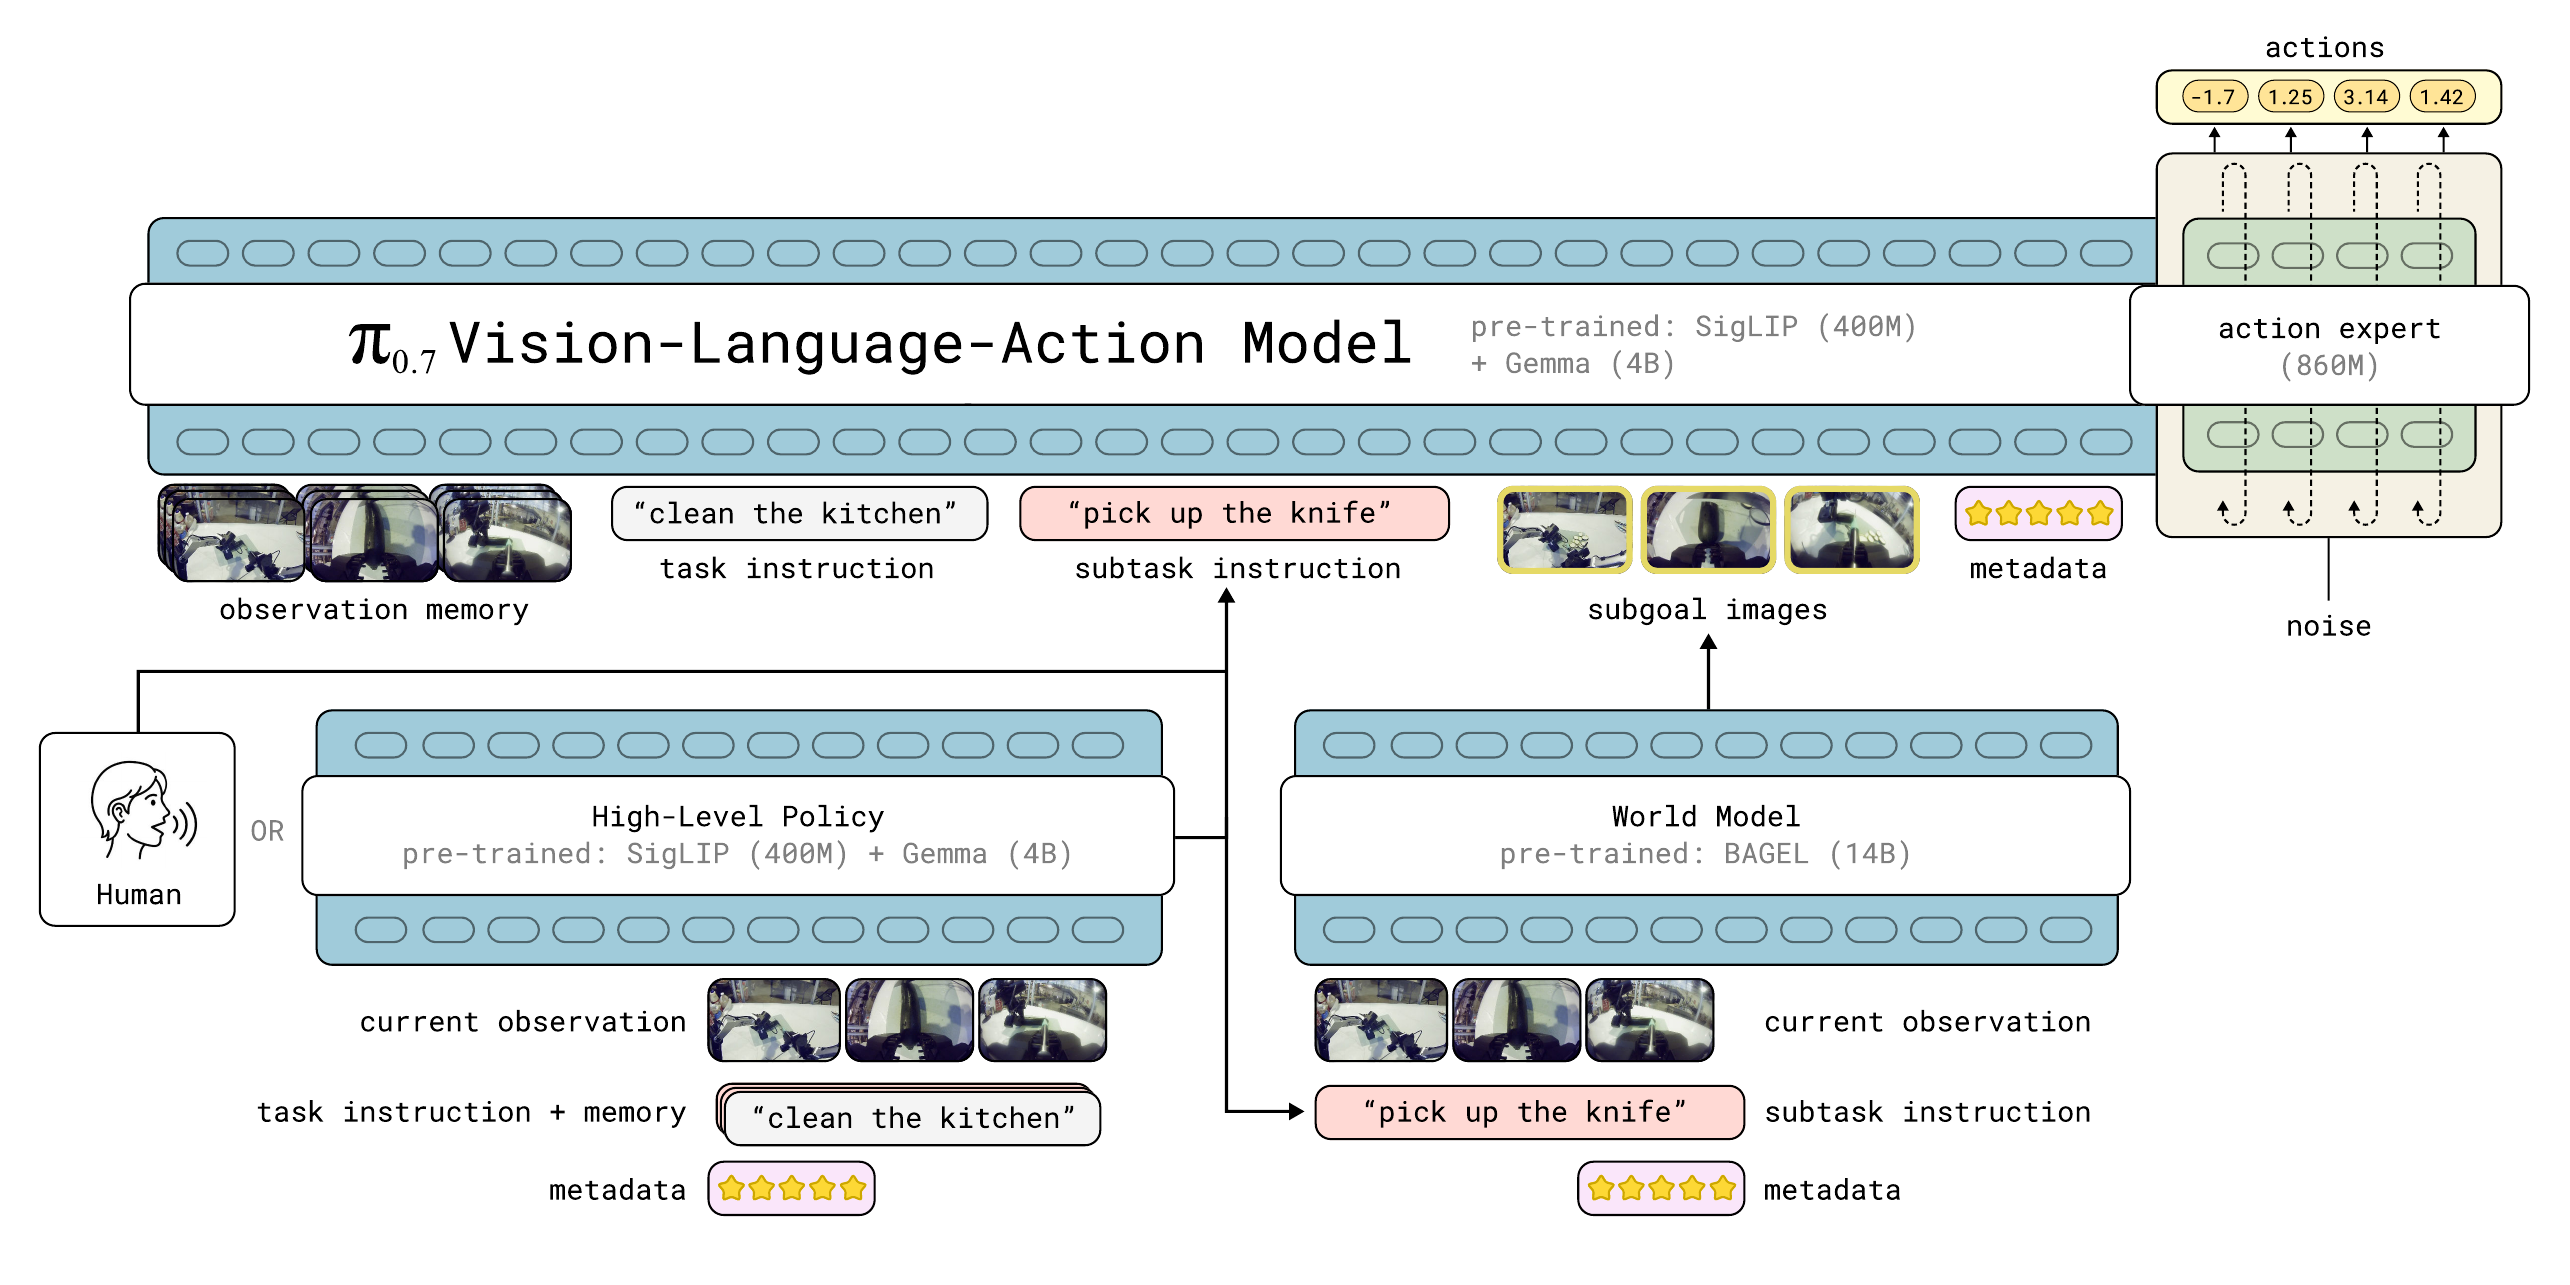 actions
-1.7 1.25 3.14 1.42
π0.7 Vision-Language-Action Model
pre-trained: SigLIP (400M)
+ Gemma (4B)
action expert
(860M)
“clean the kitchen”
“pick up the knife”
task instruction
subtask instruction
metadata
observation memory
subgoal images
noise
Human
OR
High-Level Policy
pre-trained: SigLIP (400M) + Gemma (4B)
World Model
pre-trained: BAGEL (14B)
current observation
task instruction + memory
“clean the kitchen”
metadata
current observation
“pick up the knife”
subtask instruction
metadata